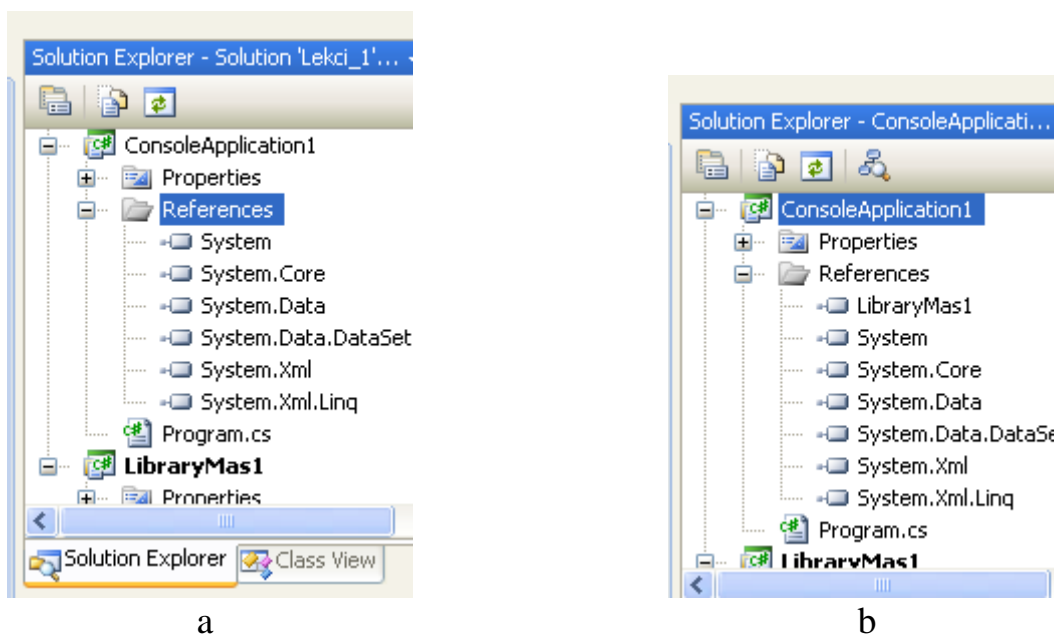 Solution Explorer - Solution 'Lekci_1'...
ConsoleApplication1
Properties
References
System
System.Core
System.Data
System.Data.DataSet
System.Xml
System.Xml.Linq
Program.cs
LibraryMas1
Properties
Solution Explorer
Class View
a
Solution Explorer - ConsoleApplicati...
ConsoleApplication1
Properties
References
LibraryMas1
System
System.Core
System.Data
System.Data.DataSe
System.Xml
System.Xml.Linq
Program.cs
LibraryMas1
b